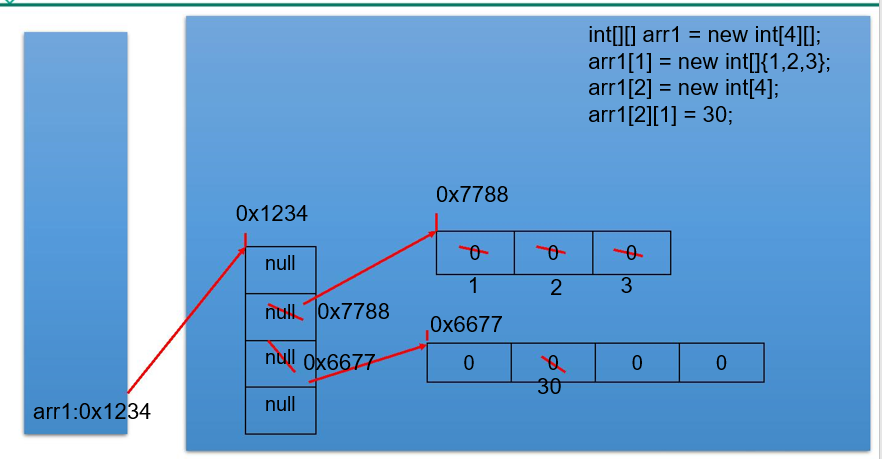 int[][] arr1 = new int[4][];
arr1[1] = new int[]{1,2,3};
arr1[2] = new int[4];
arr1[2][1] = 30;
0x7788
0x1234
null
0 0 0
1 2 3
null 0x7788
0x6677
null 0x6677
0 0 0 0
30
null
arr1:0x1234